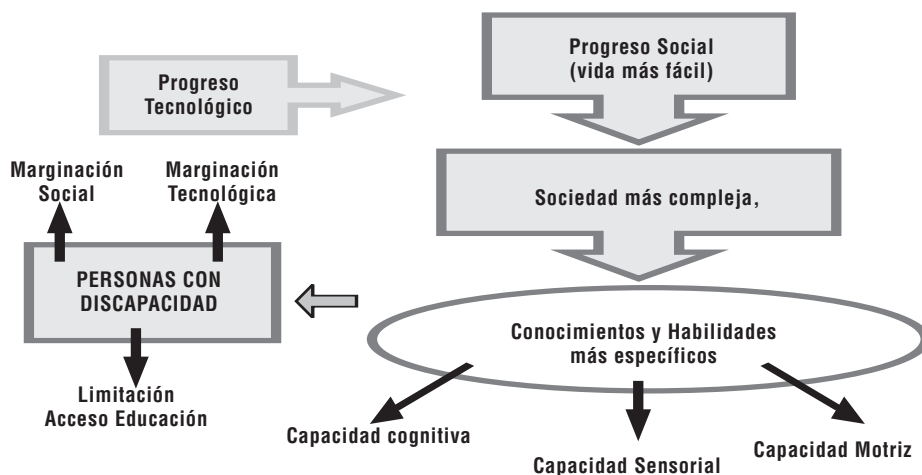 Progreso Social
(vida más fácil)
Progreso
Tecnológico
Marginación
Social
Marginación
Tecnológica
Sociedad más compleja,
PERSONAS CON
DISCAPACIDAD
Conocimientos y Habilidades
más específicos
Limitación
Acceso Educación
Capacidad cognitiva
Capacidad Sensorial
Capacidad Motriz